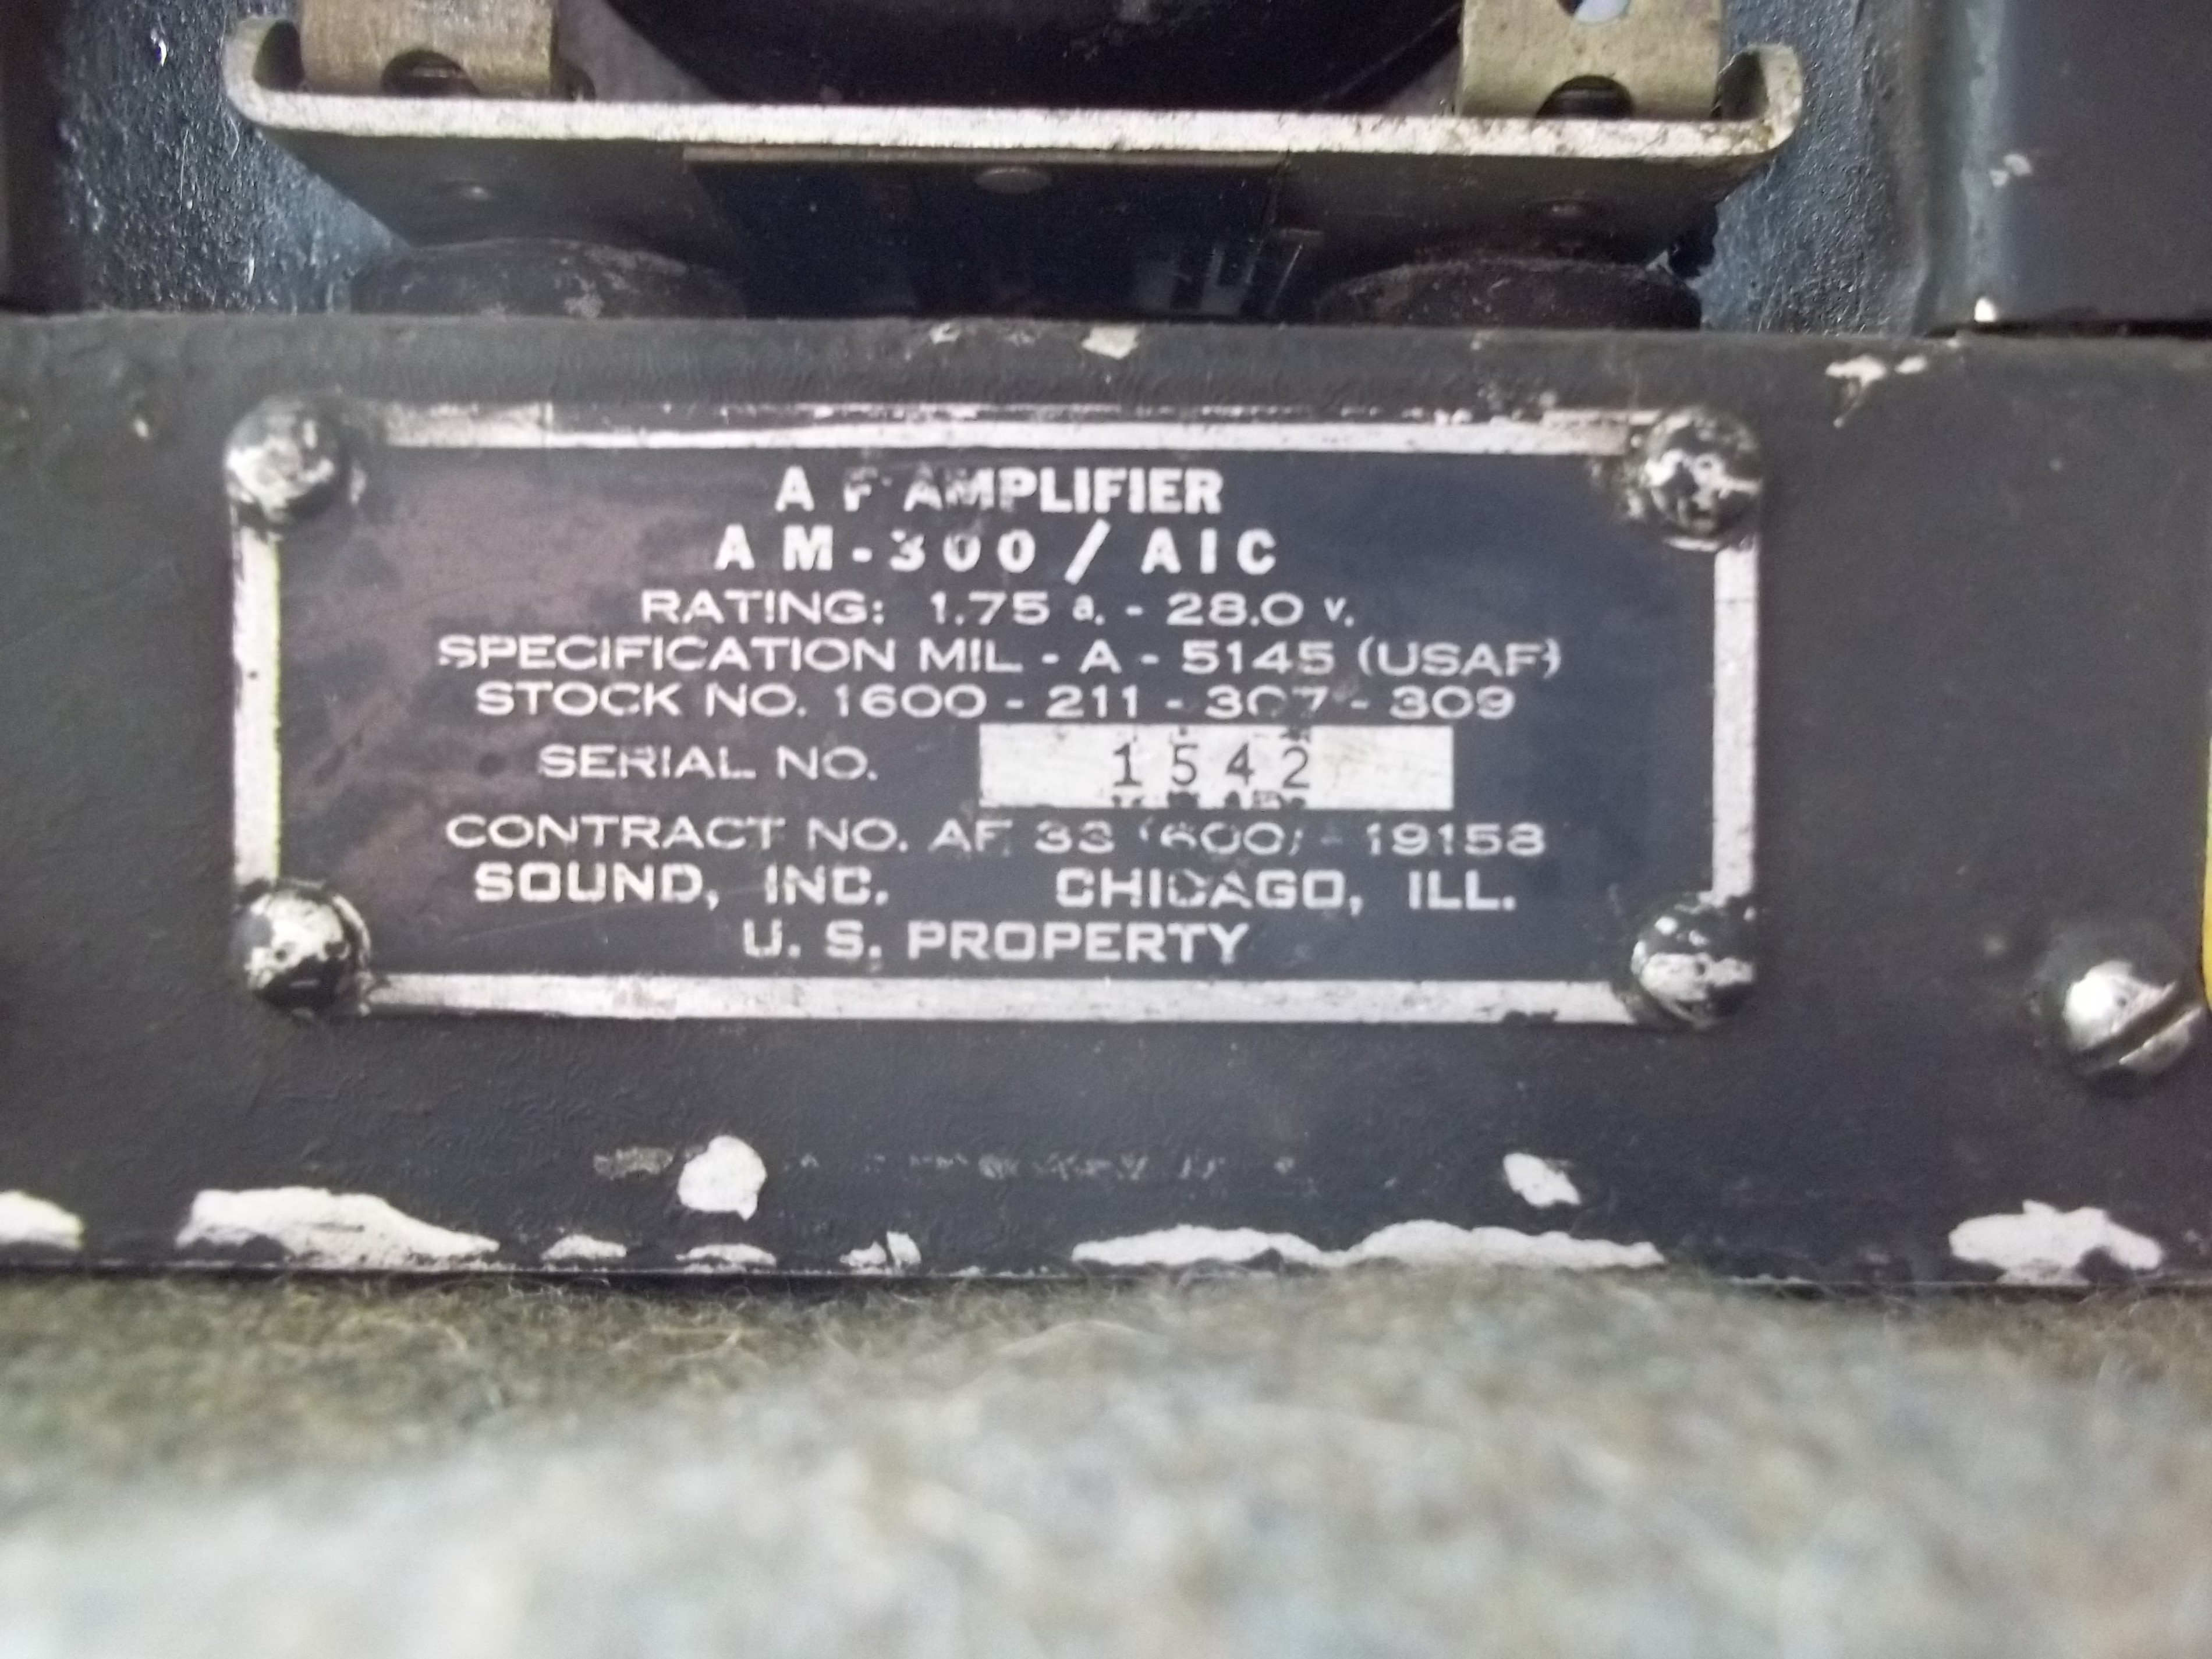 A F AMPLIFIER
AM-300/AIC
RATING: 1.75 a. - 28.0 v.
SPECIFICATION MIL - A - 5145 (USAF)
STOCK NO. 1600 - 211 - 307 - 309
SERIAL NO. 1542
CONTRACT NO. AF 33 (600) - 19158
SOUND, INC. CHICAGO, ILL.
U. S. PROPERTY